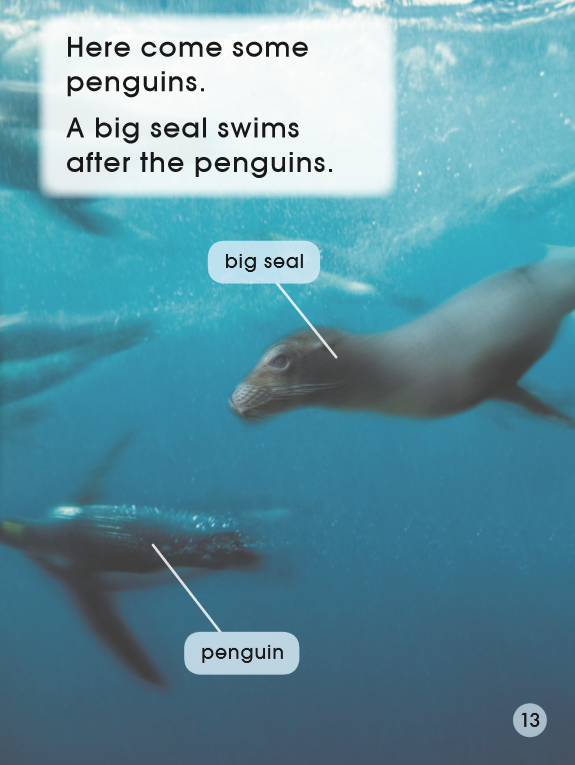 Here come some
penguins.
A big seal swims
after the penguins.
big seal
penguin
13